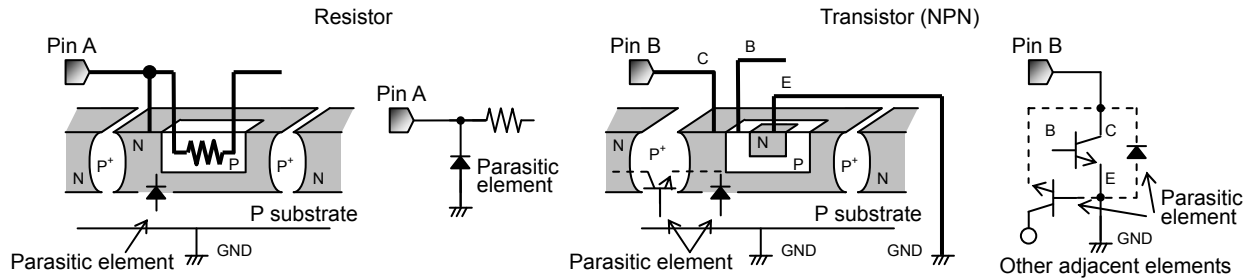 Resistor
Transistor (NPN)
Pin A
Pin B
C
B
E
Pin B
Pin A
N
P+
N
P
P+
N
Parasitic
element
P substrate
GND
Parasitic element
N
P+
N
P
P+
N
P substrate
GND
GND
Parasitic element
B
C
E
Parasitic
element
GND
Other adjacent elements